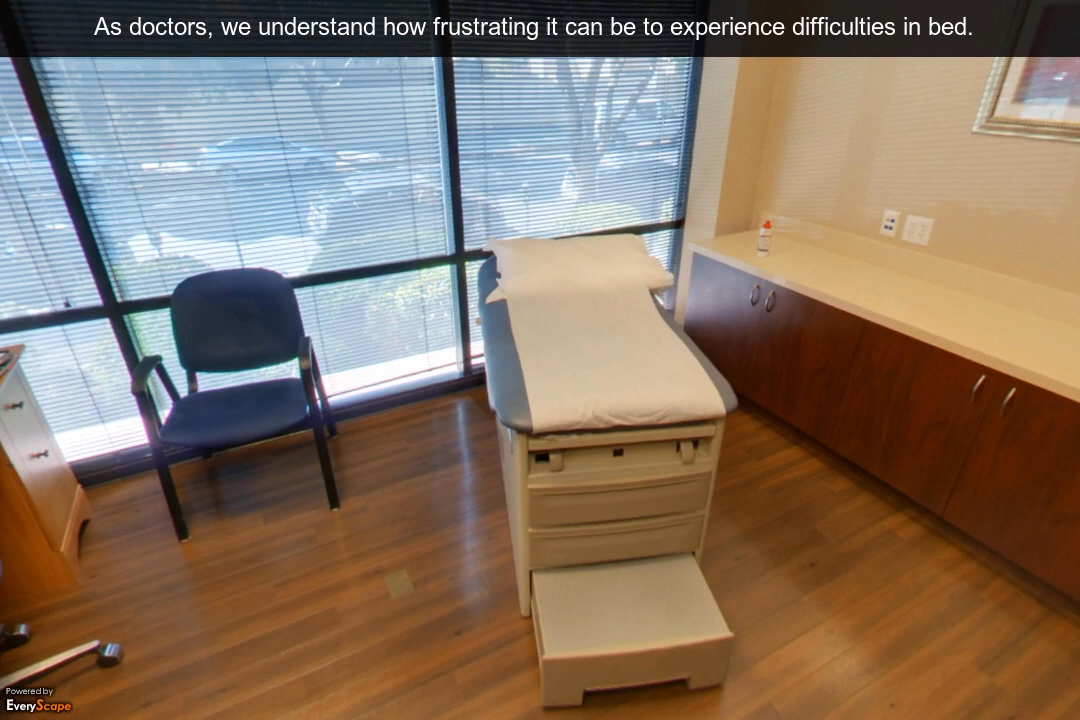 As doctors, we understand how frustrating it can be to experience difficulties in bed.
Powered by
EveryScape